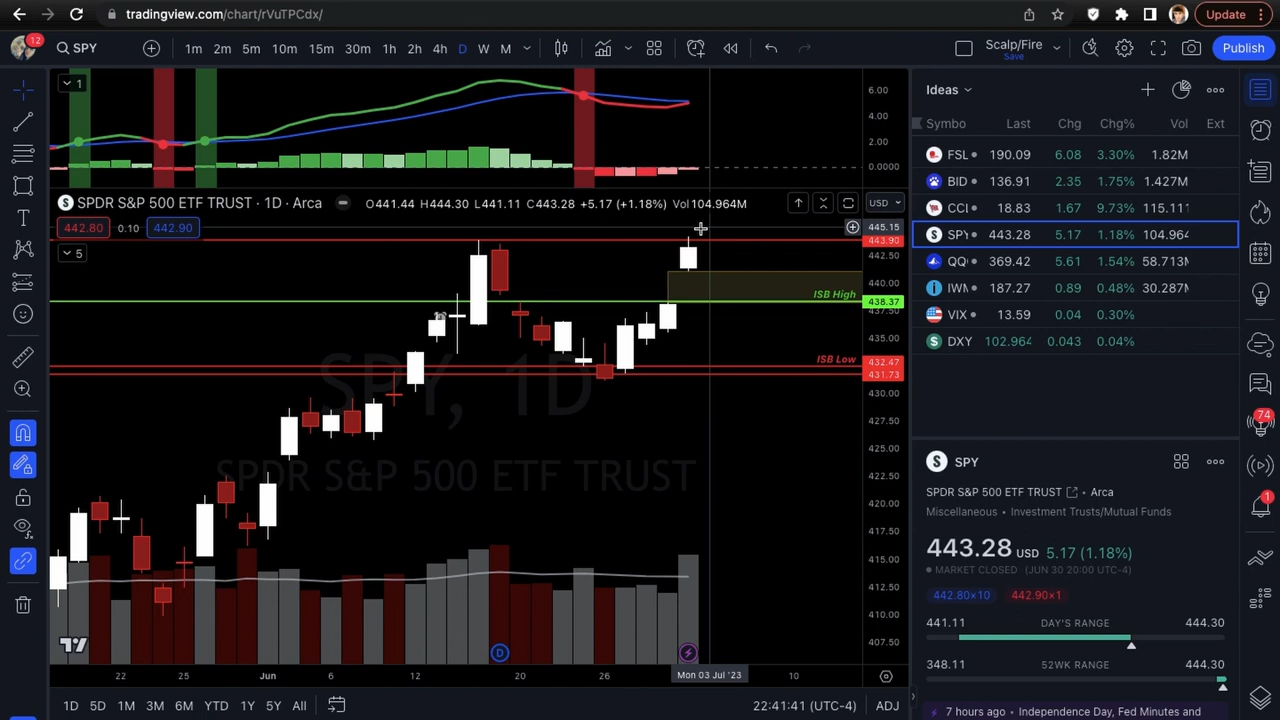 tradingview.com/chart/rVuTPCdx/
Update
12
SPY
1m 2m 5m 10m 15m 30m 1h 2h 4h D W M
Scalp/Fire
Save
Publish
1
6.00
4.00
2.00
0.0000
SPDR S&P 500 ETF TRUST · 1D · Arca
O441.44 H444.30 L441.11 C443.28 +5.17 (+1.18%) Vol104.964M
USD
442.80 0.10 442.90
5
445.15
443.90
442.50
440.00
ISB High
438.37
437.50
435.00
ISB Low
432.47
431.73
430.00
427.50
425.00
422.50
420.00
417.50
415.00
412.50
410.00
407.50
SPY, 1D
SPDR S&P 500 ETF TRUST
D
22 25 Jun 6 12 20 26 Mon 03 Jul '23 10
1D 5D 1M 3M 6M YTD 1Y 5Y All
22:41:41 (UTC-4)
ADJ
Ideas
Symbo Last Chg Chg% Vol Ext
FSL 190.09 6.08 3.30% 1.82M
BID 136.91 2.35 1.75% 1.427M
CCL 18.83 1.67 9.73% 115.111
SPY 443.28 5.17 1.18% 104.964
QQ 369.42 5.61 1.54% 58.713M
IWM 187.27 0.89 0.48% 30.287M
VIX 13.59 0.04 0.30%
DXY 102.964 0.043 0.04%
74
1
S SPY
SPDR S&P 500 ETF TRUST · Arca
Miscellaneous · Investment Trusts/Mutual Funds
443.28 USD 5.17 (1.18%)
MARKET CLOSED (JUN 30 20:00 UTC-4)
442.80×10 442.90×1
441.11 DAY'S RANGE 444.30
348.11 52WK RANGE 444.30
7 hours ago · Independence Day, Fed Minutes and